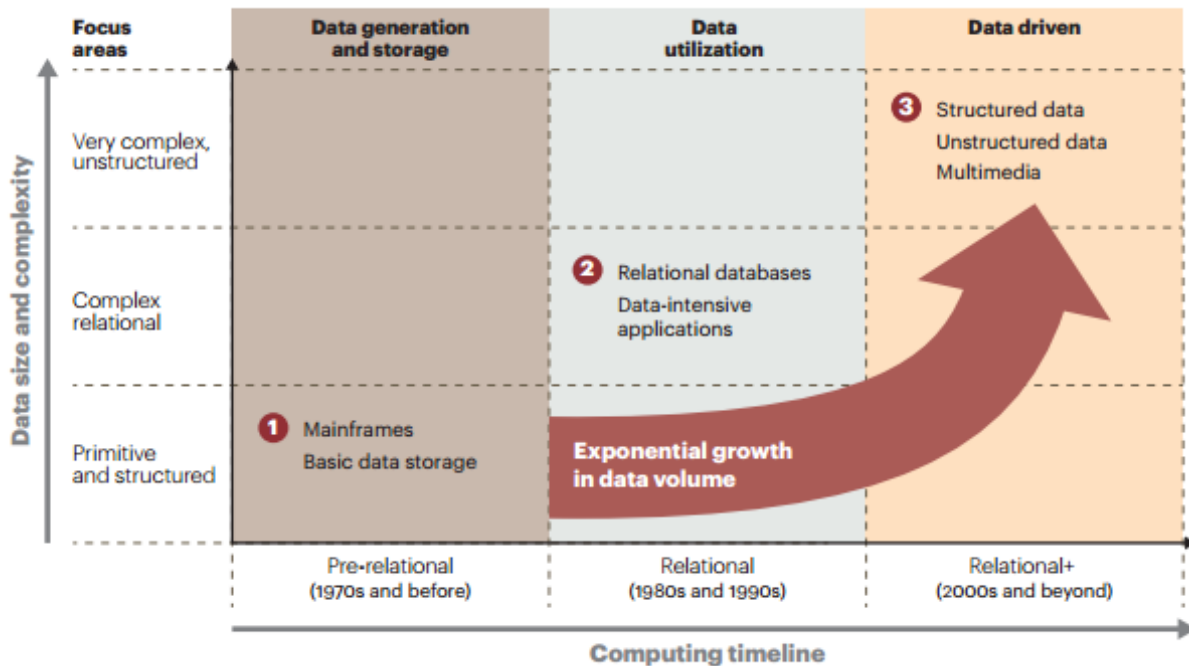 Focus
areas
Data generation
and storage
Data
utilization
Data driven
Data size and complexity
Very complex,
unstructured
3 Structured data
Unstructured data
Multimedia
Complex
relational
2 Relational databases
Data-intensive
applications
Primitive
and structured
1 Mainframes
Basic data storage
Exponential growth
in data volume
Pre-relational
(1970s and before)
Relational
(1980s and 1990s)
Relational+
(2000s and beyond)
Computing timeline